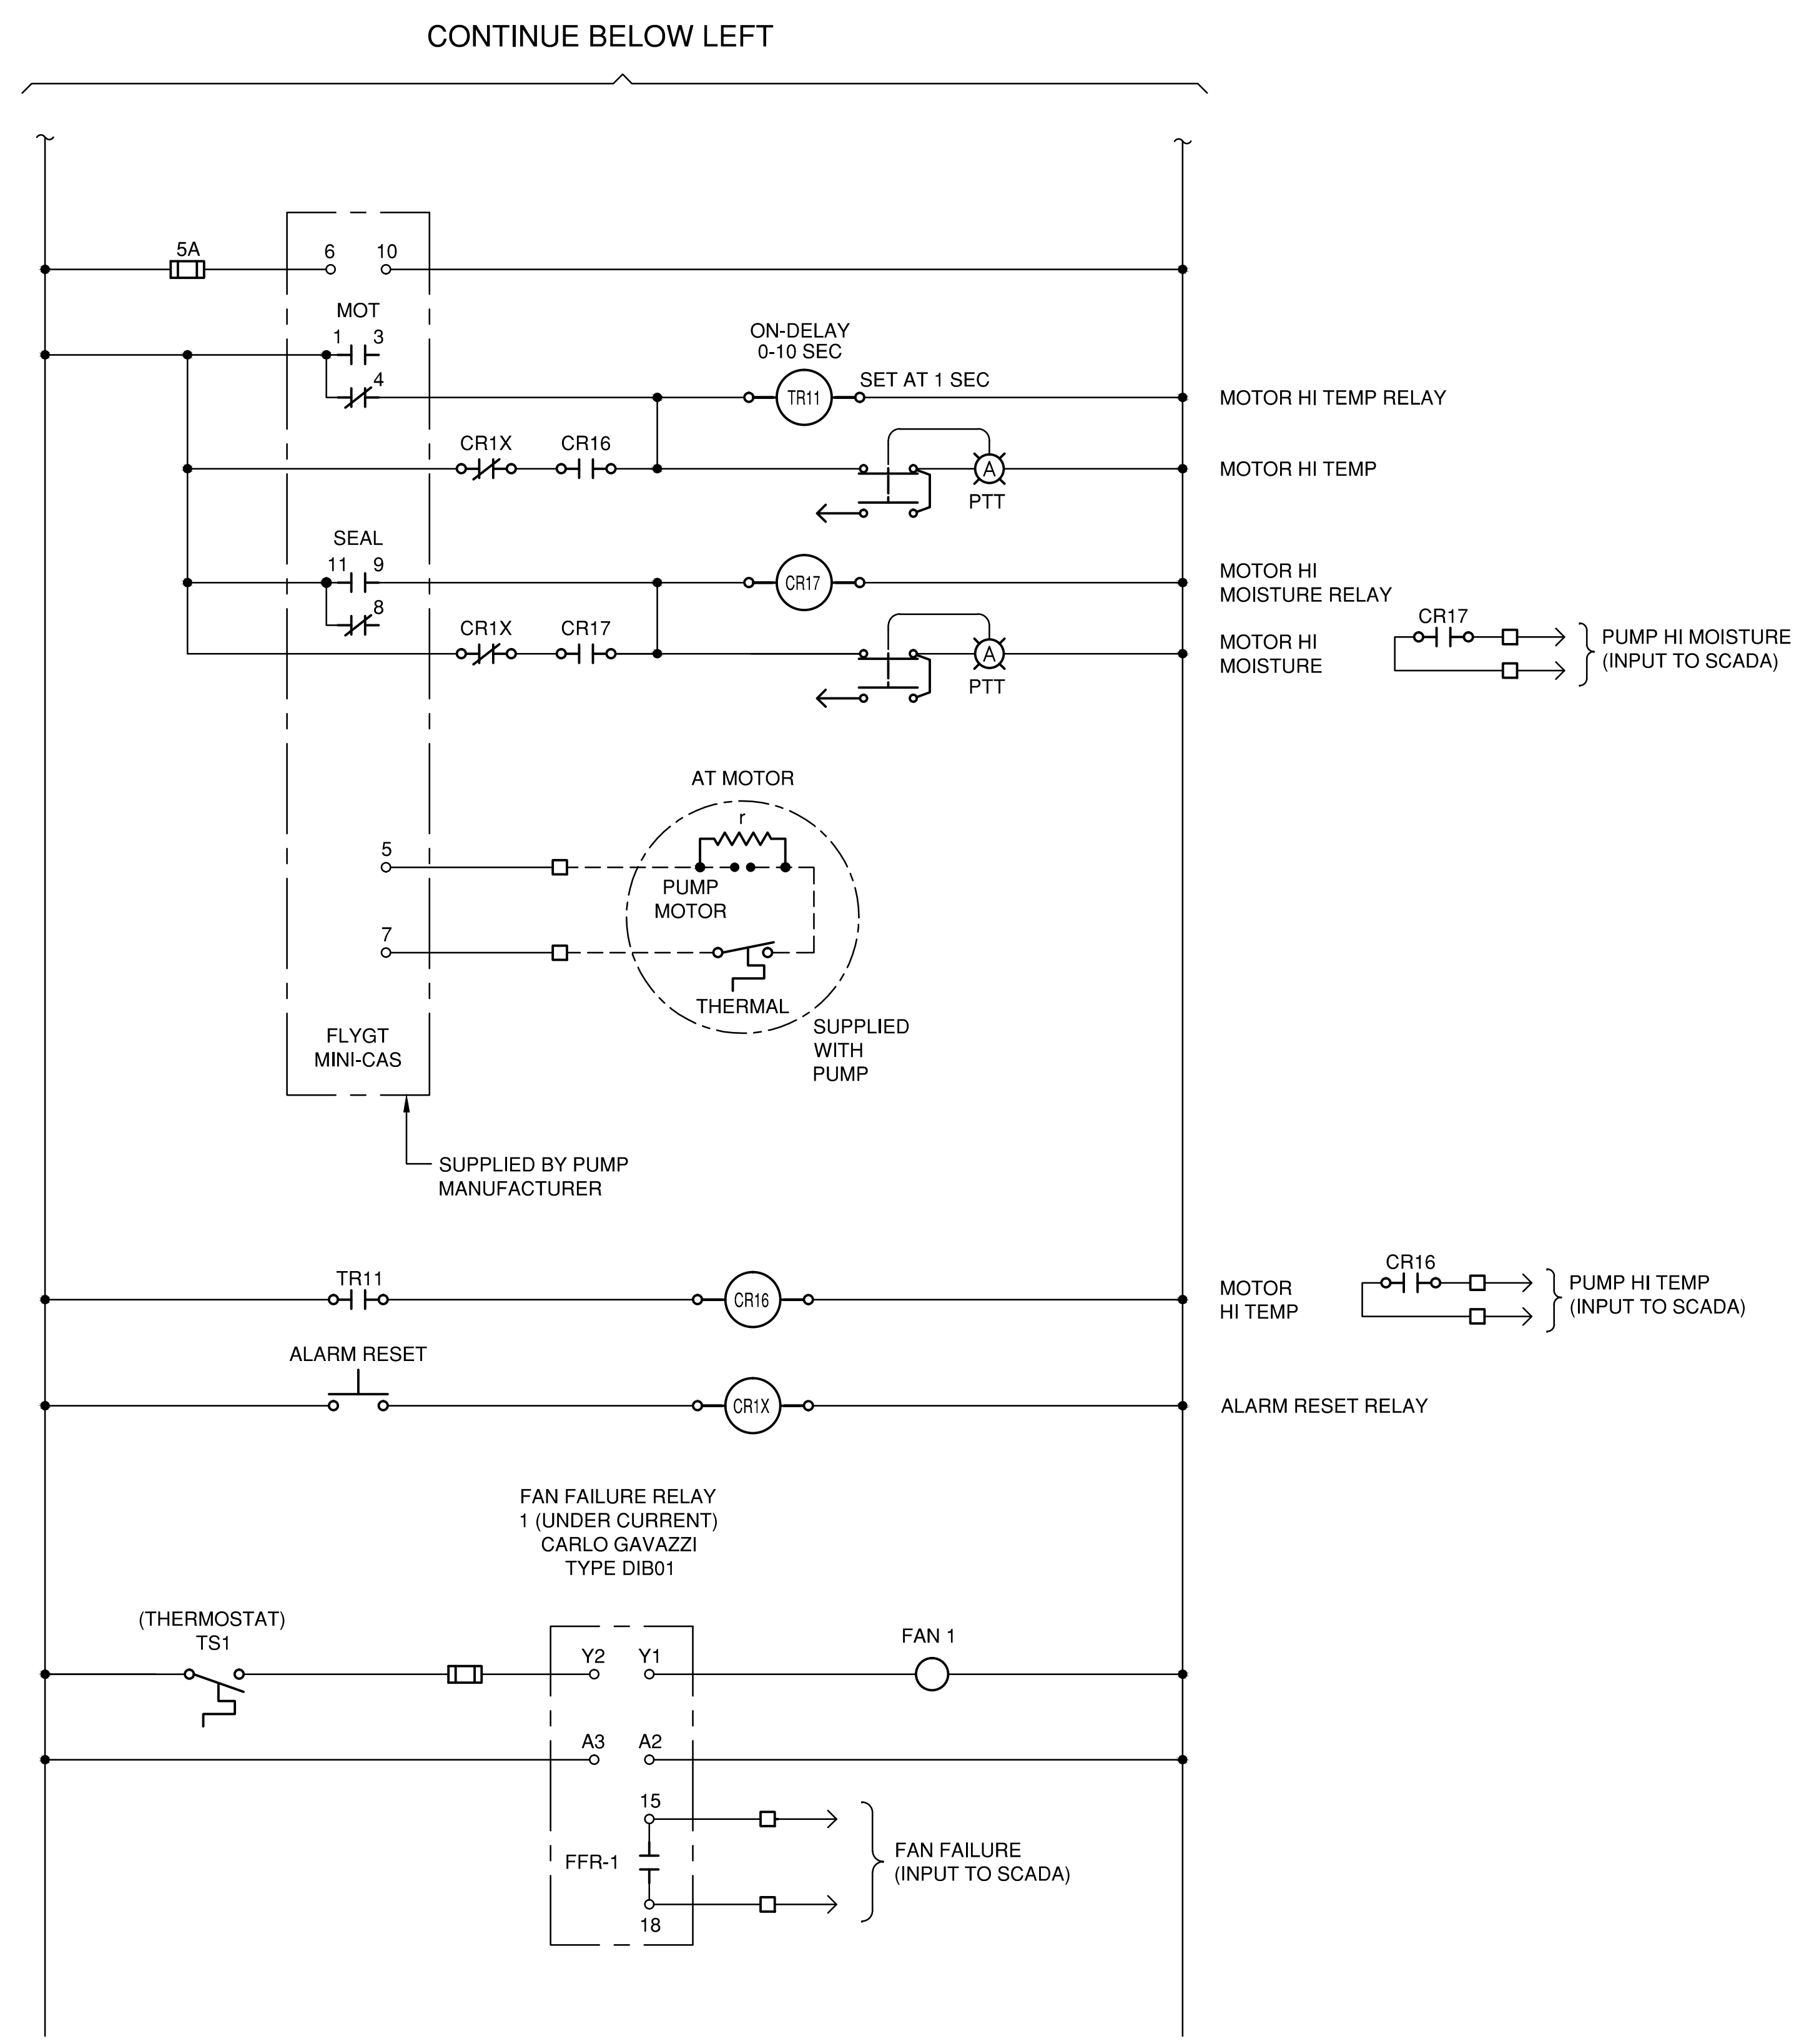 CONTINUE BELOW LEFT
5A
6 10
MOT
1 3
4
ON-DELAY
0-10 SEC
TR11
SET AT 1 SEC
MOTOR HI TEMP RELAY
CR1X
CR16
A
PTT
MOTOR HI TEMP
SEAL
11 9
8
CR17
MOTOR HI
MOISTURE RELAY
CR1X
CR17
A
PTT
MOTOR HI
MOISTURE
CR17
PUMP HI MOISTURE
(INPUT TO SCADA)
AT MOTOR
r
5
PUMP
MOTOR
7
THERMAL
SUPPLIED
WITH
PUMP
FLYGT
MINI-CAS
SUPPLIED BY PUMP
MANUFACTURER
TR11
CR16
MOTOR
HI TEMP
CR16
PUMP HI TEMP
(INPUT TO SCADA)
ALARM RESET
CR1X
ALARM RESET RELAY
FAN FAILURE RELAY
1 (UNDER CURRENT)
CARLO GAVAZZI
TYPE DIB01
(THERMOSTAT)
TS1
Y2 Y1
FAN 1
A3 A2
15
FFR-1
18
FAN FAILURE
(INPUT TO SCADA)